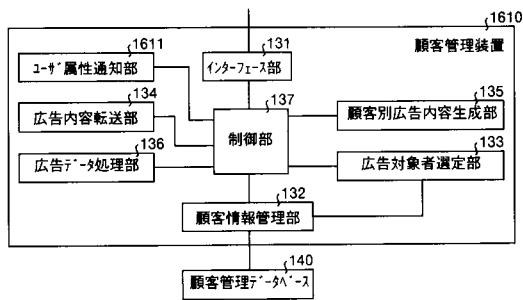 1610
顧客管理装置
1611
ﾕｰｻﾞ属性通知部
131
ｲﾝﾀｰﾌｪｰｽ部
134
広告内容転送部
137
制御部
135
顧客別広告内容生成部
136
広告ﾃﾞｰﾀ処理部
133
広告対象者選定部
132
顧客情報管理部
140
顧客管理ﾃﾞｰﾀﾍﾞｰｽ